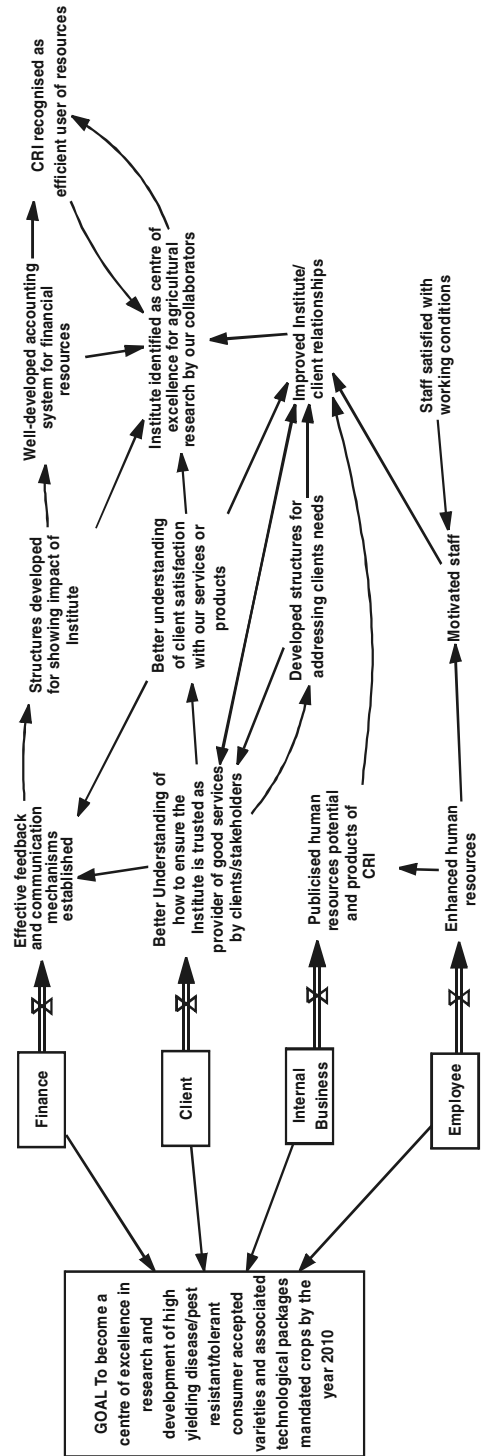 GOAL To become a
centre of excellence in
research and
development of high
yielding disease/pest
resistant/tolerant
consumer accepted
varieties and associated
technological packages
mandated crops by the
year 2010
Finance
Effective feedback
and communication
mechanisms
established
Structures developed
for showing impact of
Institute
Well-developed accounting
system for financial
resources
CRI recognised as
efficient user of resources
Client
Better Understanding of
how to ensure the
Institute is trusted as
provider of good services
by clients/stakeholders
Better understanding
of client satisfaction
with our services or
products
Institute identified as centre of
excellence for agricultural
research by our collaborators
Developed structures for
addressing clients needs
Improved Institute/
client relationships
Internal
Business
Publicised human
resources potential
and products of
CRI
Employee
Enhanced human
resources
Motivated staff
Staff satisfied with
working conditions